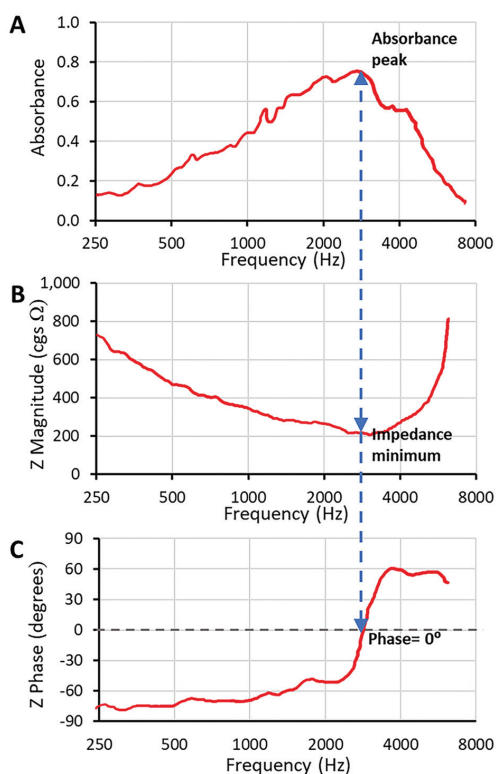 A
1.0
0.8
0.6
0.4
0.2
0.0
Absorbance
Absorbance
peak
250 500 1000 2000 4000 8000
Frequency (Hz)
B
1,000
800
600
400
200
0
Z Magnitude (cgs Ω)
Impedance
minimum
250 500 1000 2000 4000 8000
Frequency (Hz)
C
90
60
30
0
-30
-60
-90
Z Phase (degrees)
Phase= 0º
250 500 1000 2000 4000 8000
Frequency (Hz)